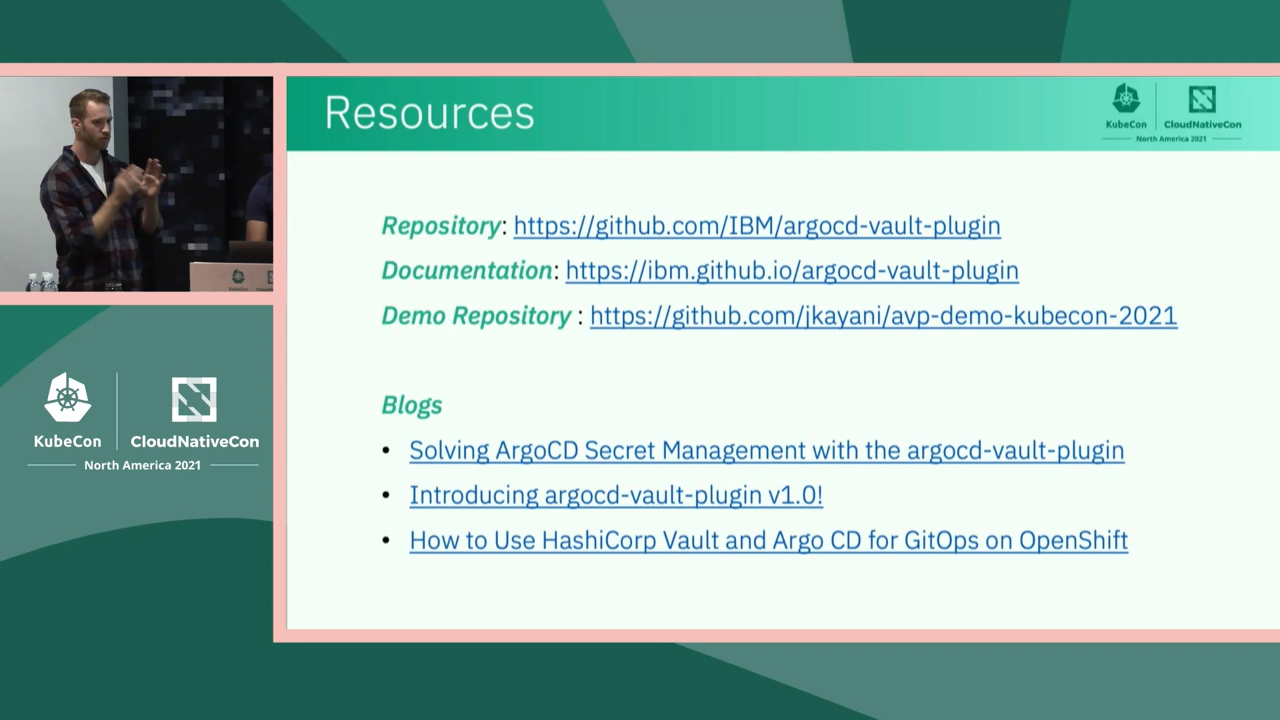 Resources
KubeCon
CloudNativeCon
North America 2021
Repository: https://github.com/IBM/argocd-vault-plugin
Documentation: https://ibm.github.io/argocd-vault-plugin
Demo Repository : https://github.com/jkayani/avp-demo-kubecon-2021
Blogs
• Solving ArgoCD Secret Management with the argocd-vault-plugin
• Introducing argocd-vault-plugin v1.0!
• How to Use HashiCorp Vault and Argo CD for GitOps on OpenShift
KubeCon
CloudNativeCon
North America 2021